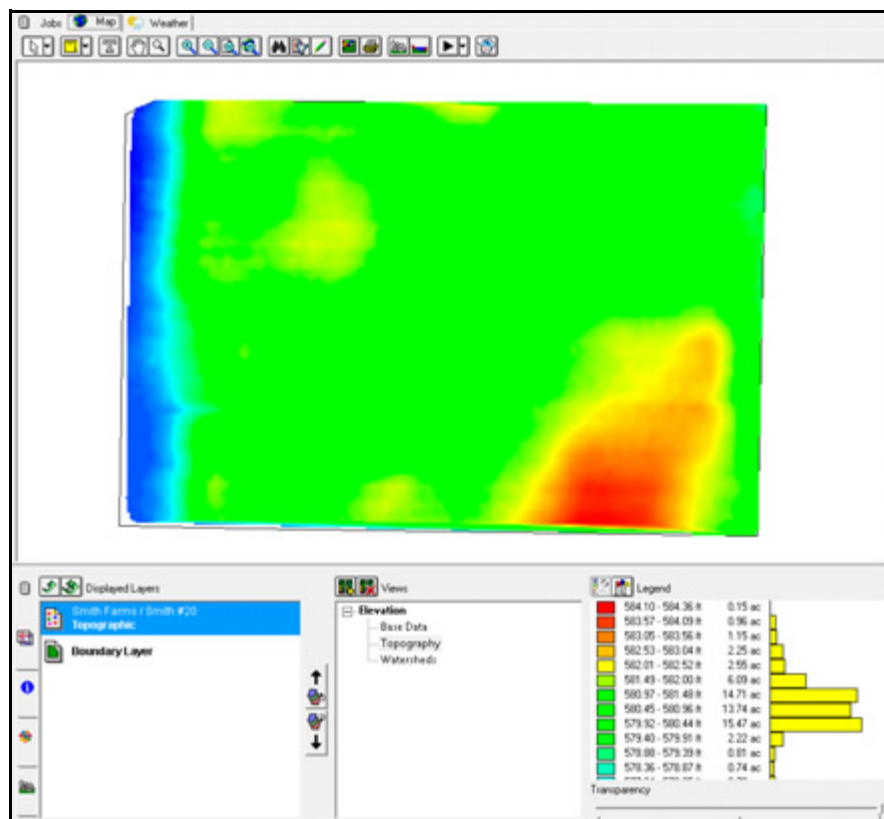 Jobs Map Weather
Displayed Layers
Smith Farms / Smith #20
Topographic
Boundary Layer
Views
Elevation
Base Data
Topography
Watersheds
Legend
584.10 - 584.36 ft 0.15 ac
583.57 - 584.09 ft 0.96 ac
583.05 - 583.56 ft 1.15 ac
582.53 - 583.04 ft 2.25 ac
582.01 - 582.52 ft 2.55 ac
581.49 - 582.00 ft 6.09 ac
580.97 - 581.48 ft 14.71 ac
580.45 - 580.96 ft 13.74 ac
579.92 - 580.44 ft 15.47 ac
579.40 - 579.91 ft 2.22 ac
578.88 - 579.39 ft 0.81 ac
578.36 - 578.87 ft 0.74 ac
Transparency